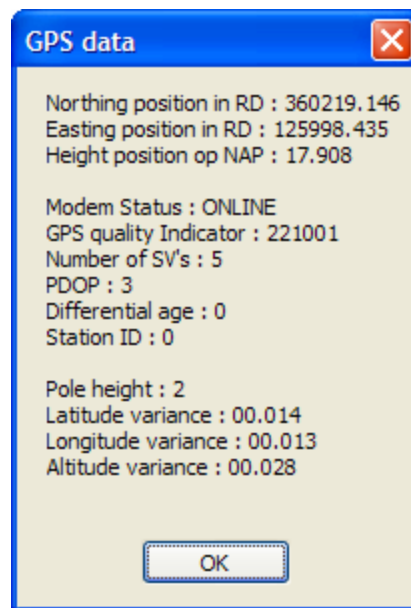 GPS data
Northing position in RD : 360219.146
Easting position in RD : 125998.435
Height position op NAP : 17.908
Modem Status : ONLINE
GPS quality Indicator : 221001
Number of SV's : 5
PDOP : 3
Differential age : 0
Station ID : 0
Pole height : 2
Latitude variance : 00.014
Longitude variance : 00.013
Altitude variance : 00.028
OK